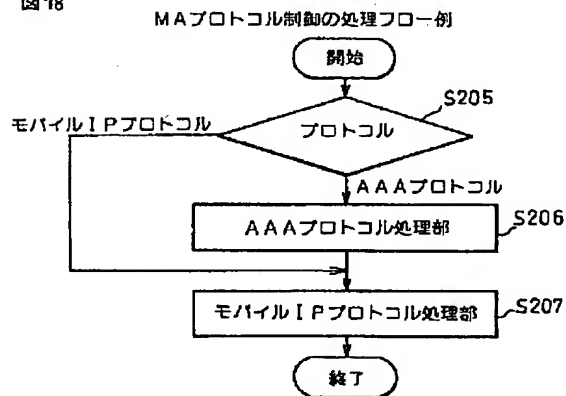 図18
MAプロトコル制御の処理フロー例
開始
S205
モバイルIPプロトコル
プロトコル
AAAプロトコル
AAAプロトコル処理部
S206
モバイルIPプロトコル処理部
S207
終了